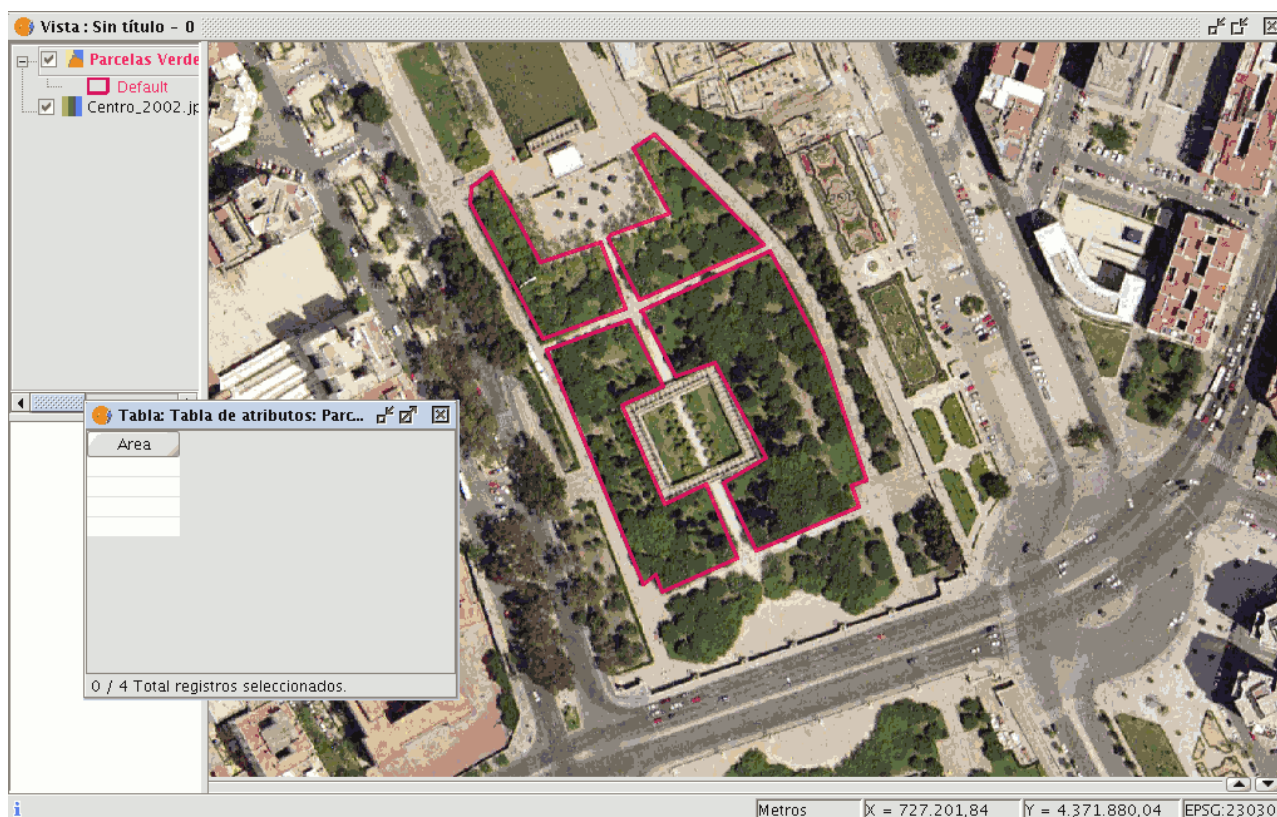 Vista : Sin título - 0
Parcelas Verde
Default
Centro_2002.jp
Tabla: Tabla de atributos: Parc...
Area
0 / 4 Total registros seleccionados.
Metros
X = 727.201,84
Y = 4.371.880,04
EPSG:23030